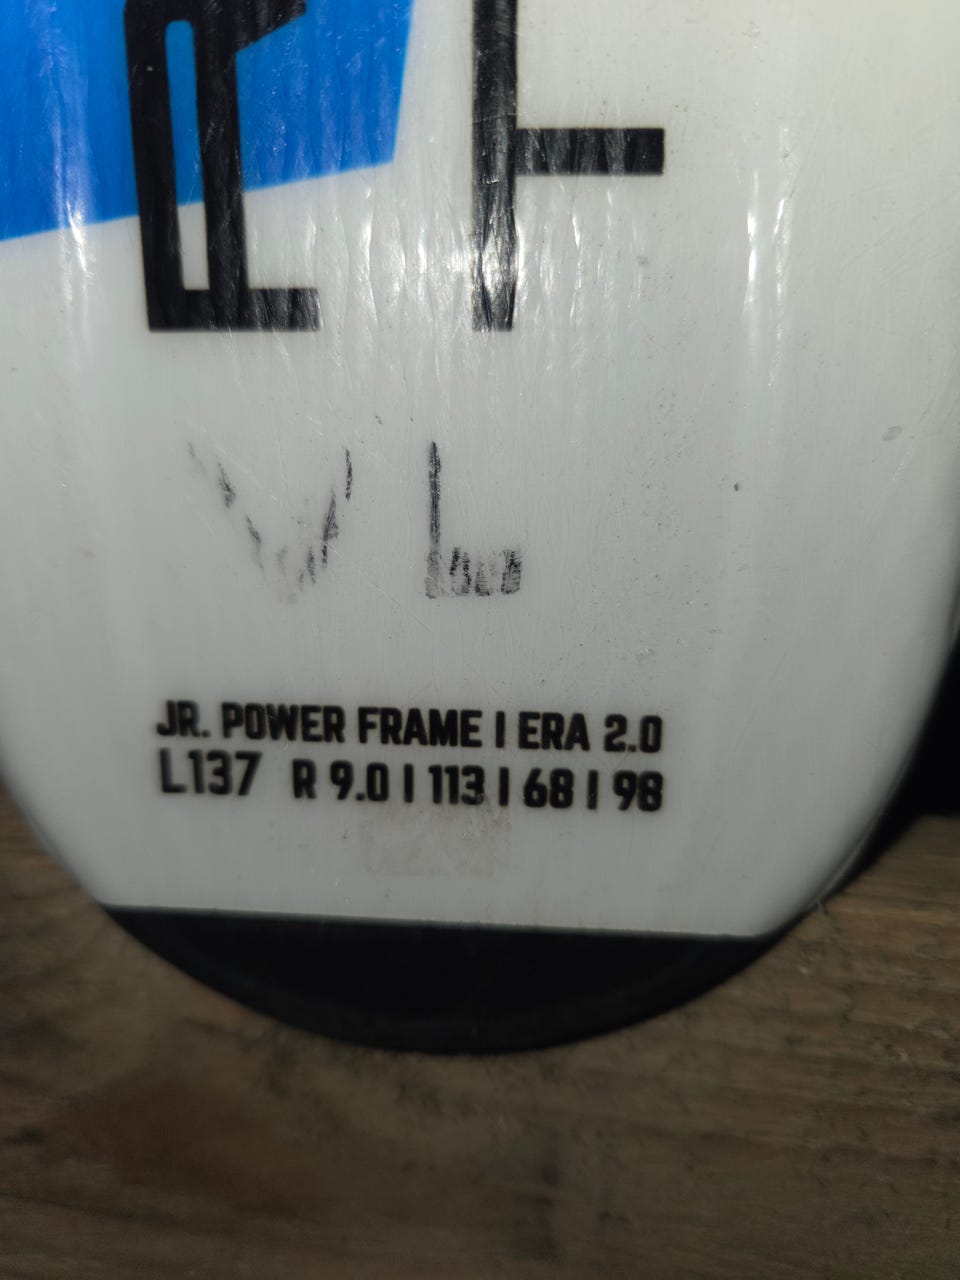 V L
JR. POWER FRAME | ERA 2.0
L137 R 9.0 | 113 | 68 | 98